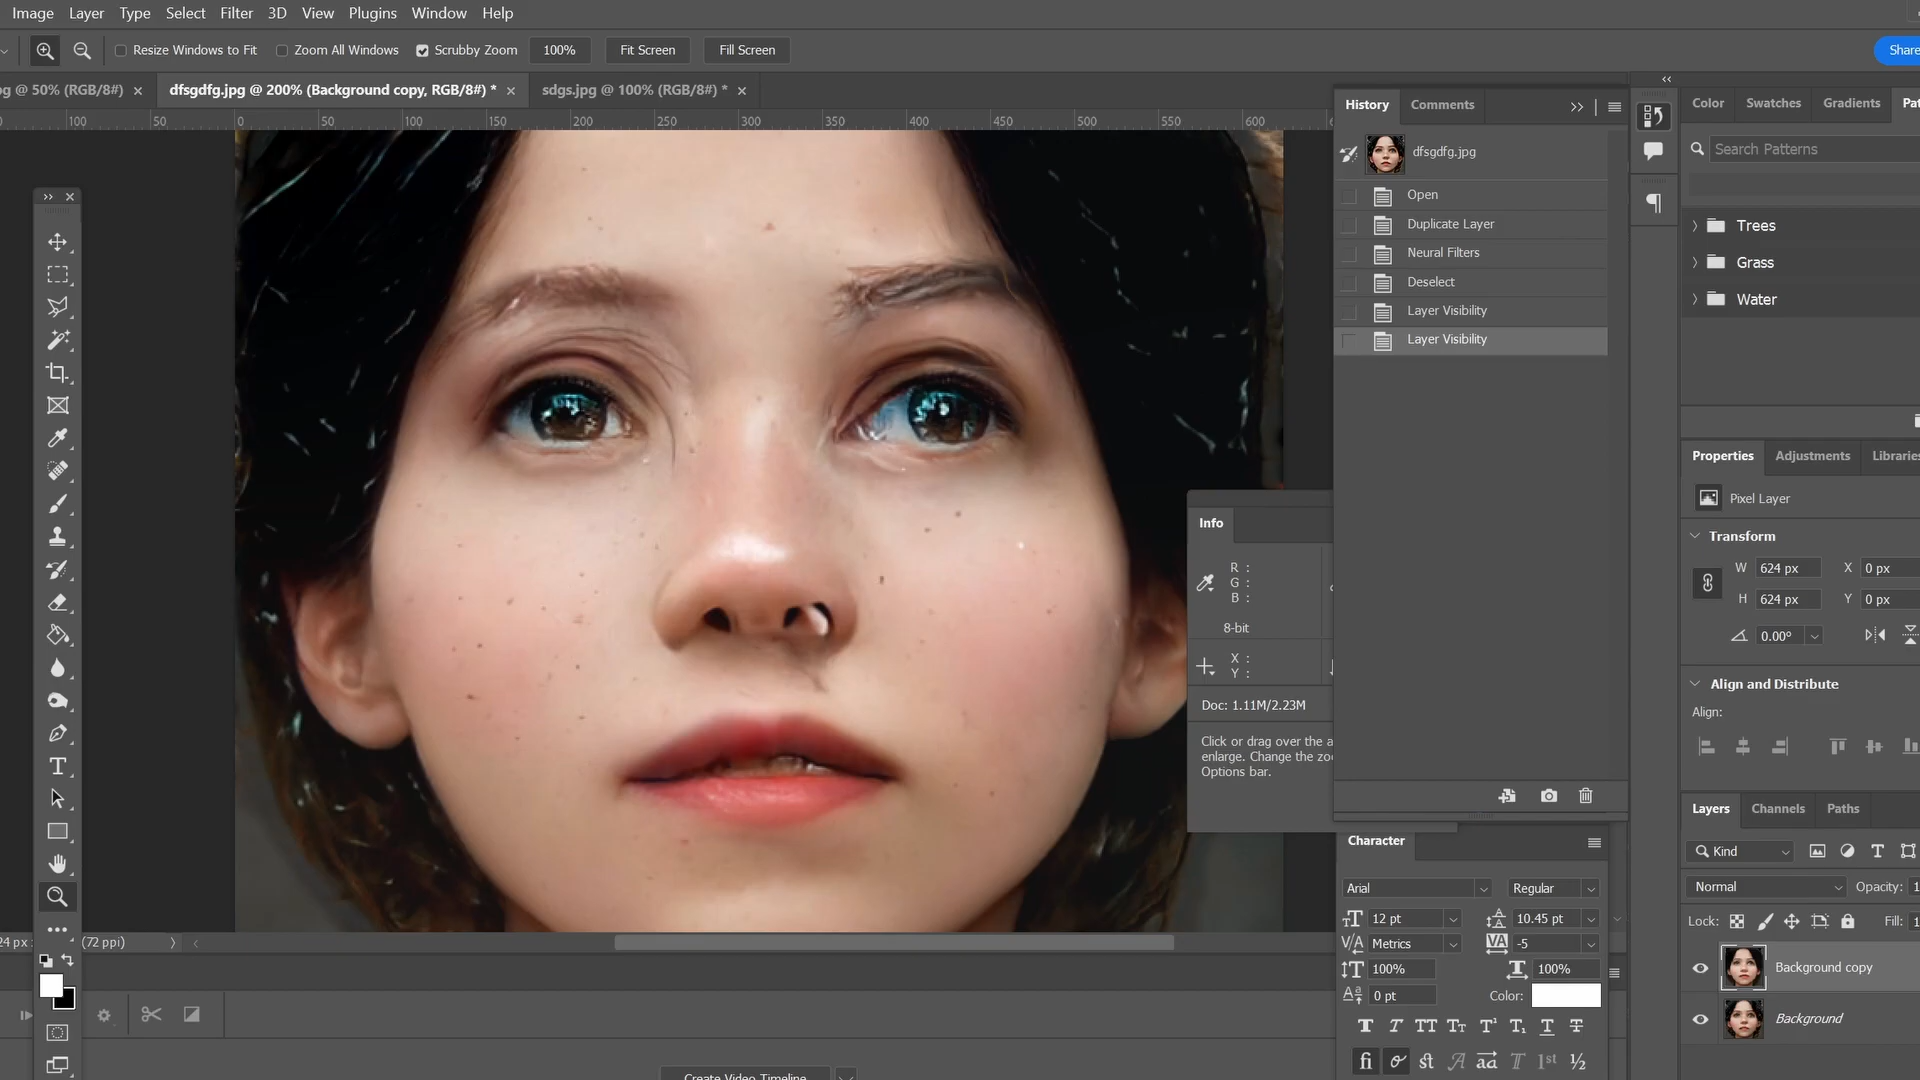 Image Layer Type Select Filter 3D View Plugins Window Help
Resize Windows to Fit Zoom All Windows Scrubby Zoom 100% Fit Screen Fill Screen
Share
pg @ 50% (RGB/8#) × dfsgdfg.jpg @ 200% (Background copy, RGB/8#) * × sdgs.jpg @ 100% (RGB/8#) * ×
100 50 0 50 100 150 200 250 300 350 400 450 500 550 600
History Comments
dfsgdfg.jpg
Open
Duplicate Layer
Neural Filters
Deselect
Layer Visibility
Layer Visibility
Color Swatches Gradients Pat
Search Patterns
Trees
Grass
Water
Info
R :
G :
B :
8-bit
X :
Y :
Doc: 1.11M/2.23M
Click or drag over the a
enlarge. Change the zo
Options bar.
Properties Adjustments Libraries
Pixel Layer
Transform
W 624 px X 0 px
H 624 px Y 0 px
0.00°
Align and Distribute
Align:
Character
Arial Regular
12 pt 10.45 pt
Metrics -5
100% 100%
0 pt Color:
Layers Channels Paths
Kind
Normal Opacity: 1
Lock: Fill: 1
Background copy
Background
24 px (72 ppi)
Create Video Timeline